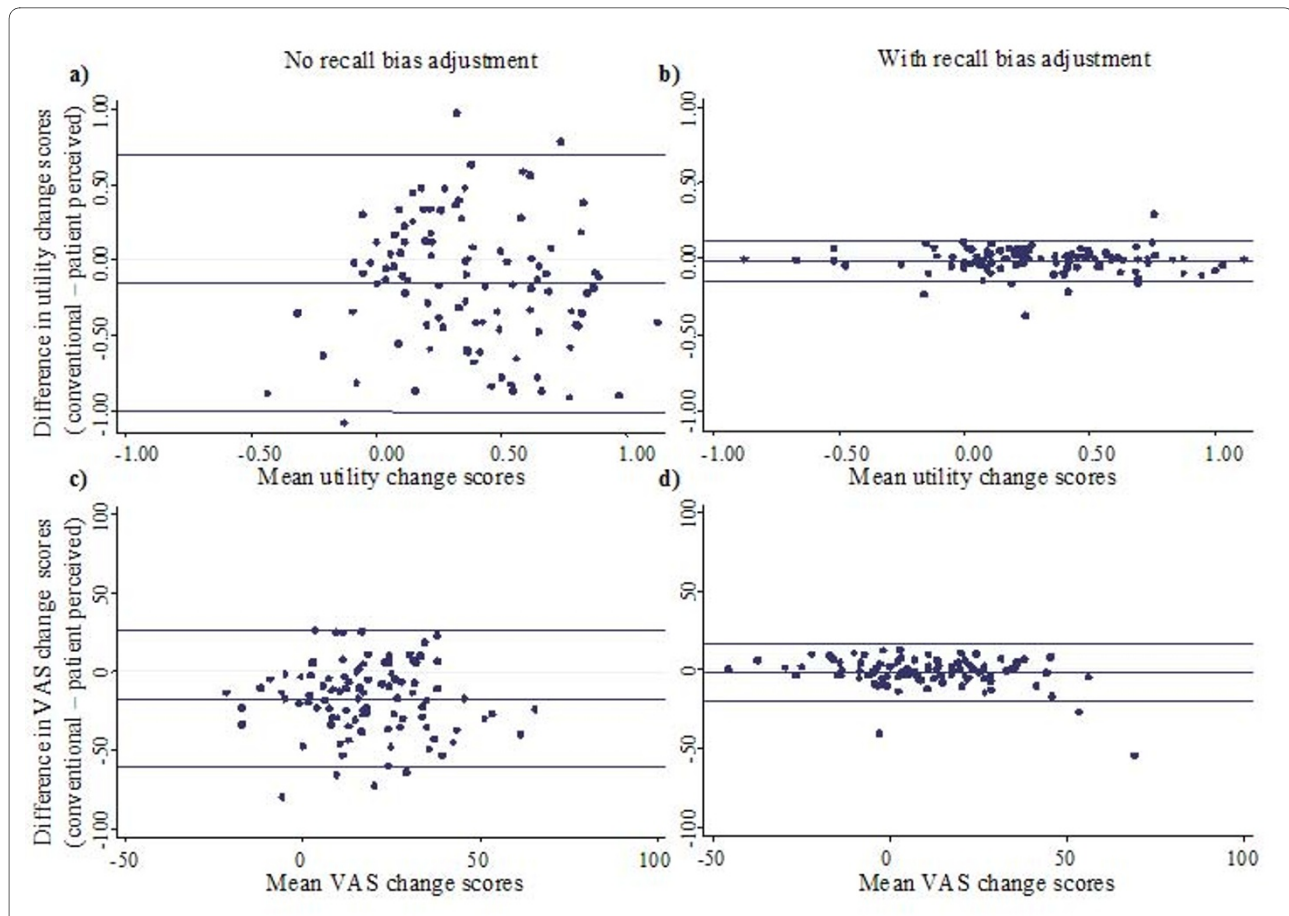 No recall bias adjustment
a)
Difference in utility change scores
(conventional – patient perceived)
1.00
0.50
0.00
-0.50
-1.00
-1.00 -0.50 0.00 0.50 1.00
Mean utility change scores
With recall bias adjustment
b)
1.00
0.50
0.00
-0.50
-1.00
-1.00 -0.50 0.00 0.50 1.00
Mean utility change scores
c)
Difference in VAS change scores
(conventional – patient perceived)
100
50
0
-50
-100
-50 0 50 100
Mean VAS change scores
d)
100
50
0
-50
-100
-50 0 50 100
Mean VAS change scores